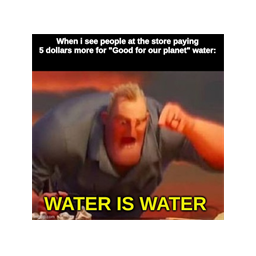 When i see people at the store paying
5 dollars more for "Good for our planet" water:
WATER IS WATER